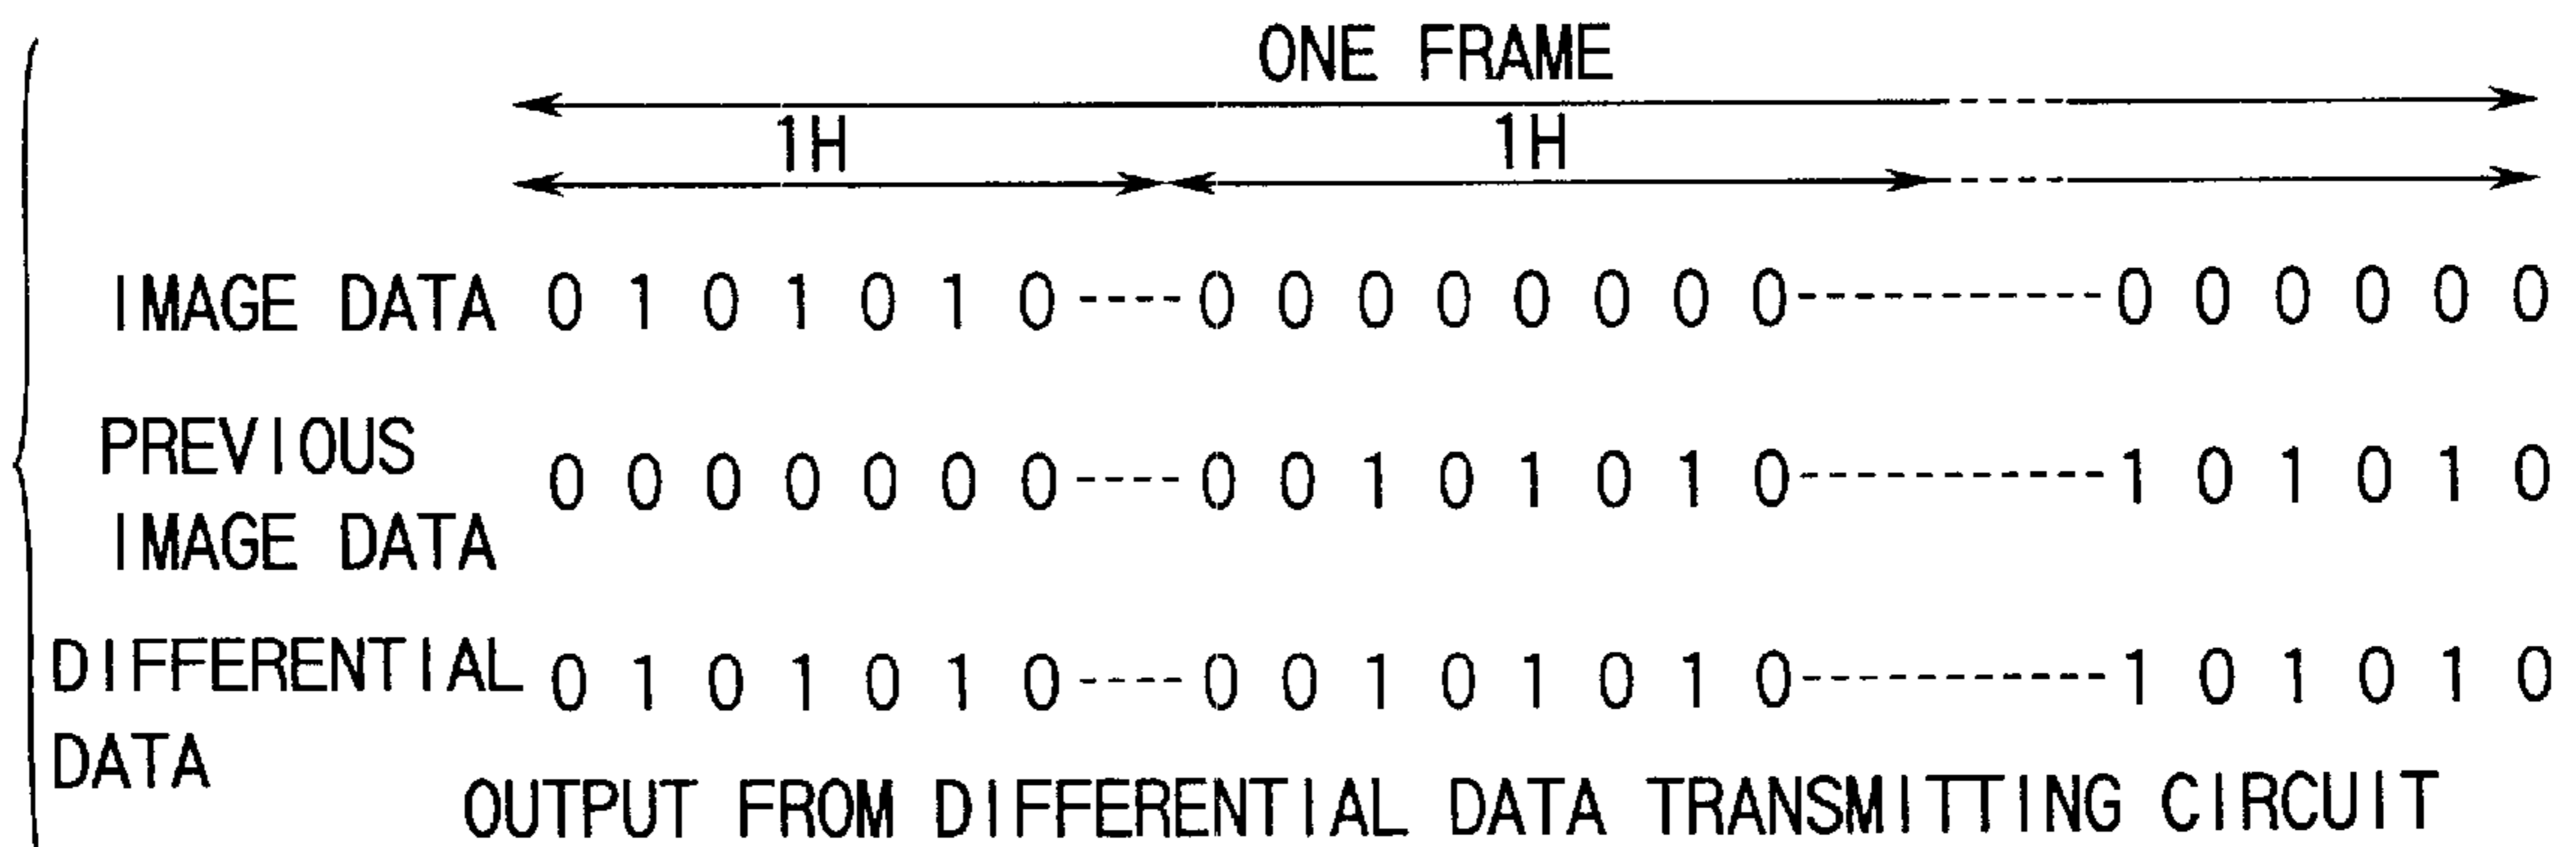 ONE FRAME
1H 1H
IMAGE DATA 0 1 0 1 0 1 0 ---- 0 0 0 0 0 0 0 0 ----------- 0 0 0 0 0 0
PREVIOUS
IMAGE DATA 0 0 0 0 0 0 0 ---- 0 0 1 0 1 0 1 0 ----------- 1 0 1 0 1 0
DIFFERENTIAL
DATA 0 1 0 1 0 1 0 ---- 0 0 1 0 1 0 1 0 ----------- 1 0 1 0 1 0
OUTPUT FROM DIFFERENTIAL DATA TRANSMITTING CIRCUIT